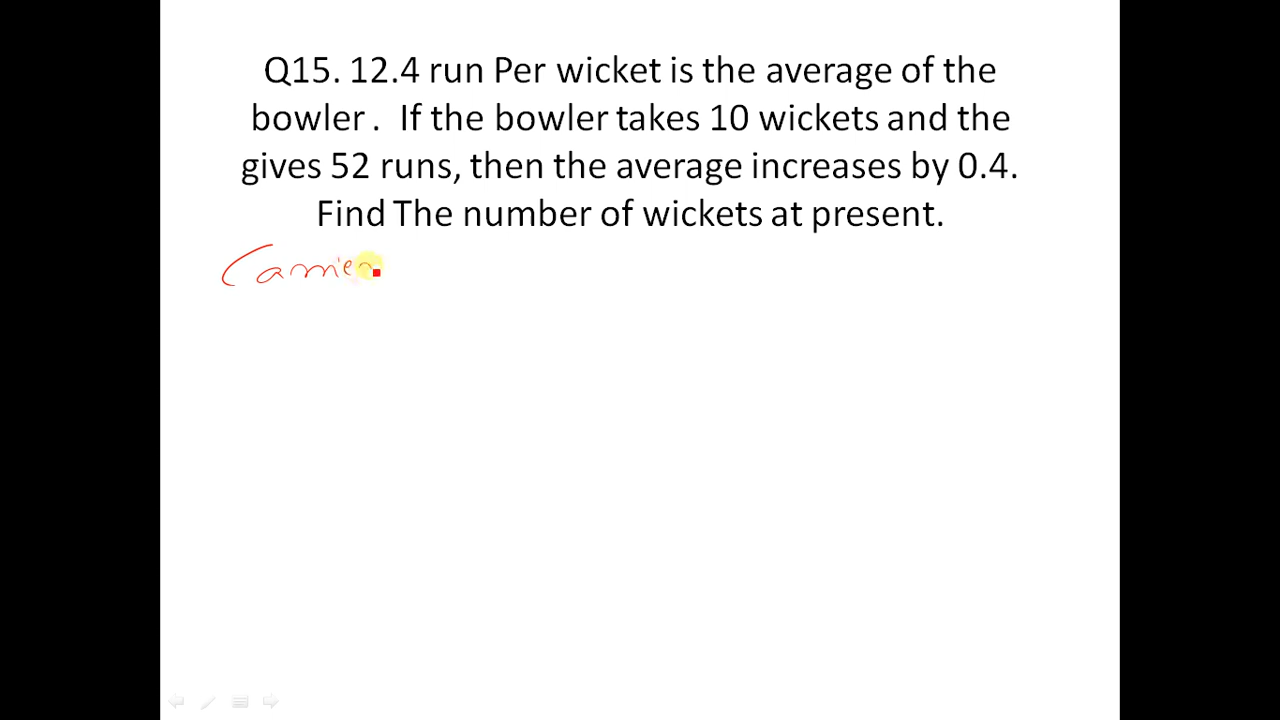 Q15. 12.4 run Per wicket is the average of the
bowler . If the bowler takes 10 wickets and the
gives 52 runs, then the average increases by 0.4.
Find The number of wickets at present.